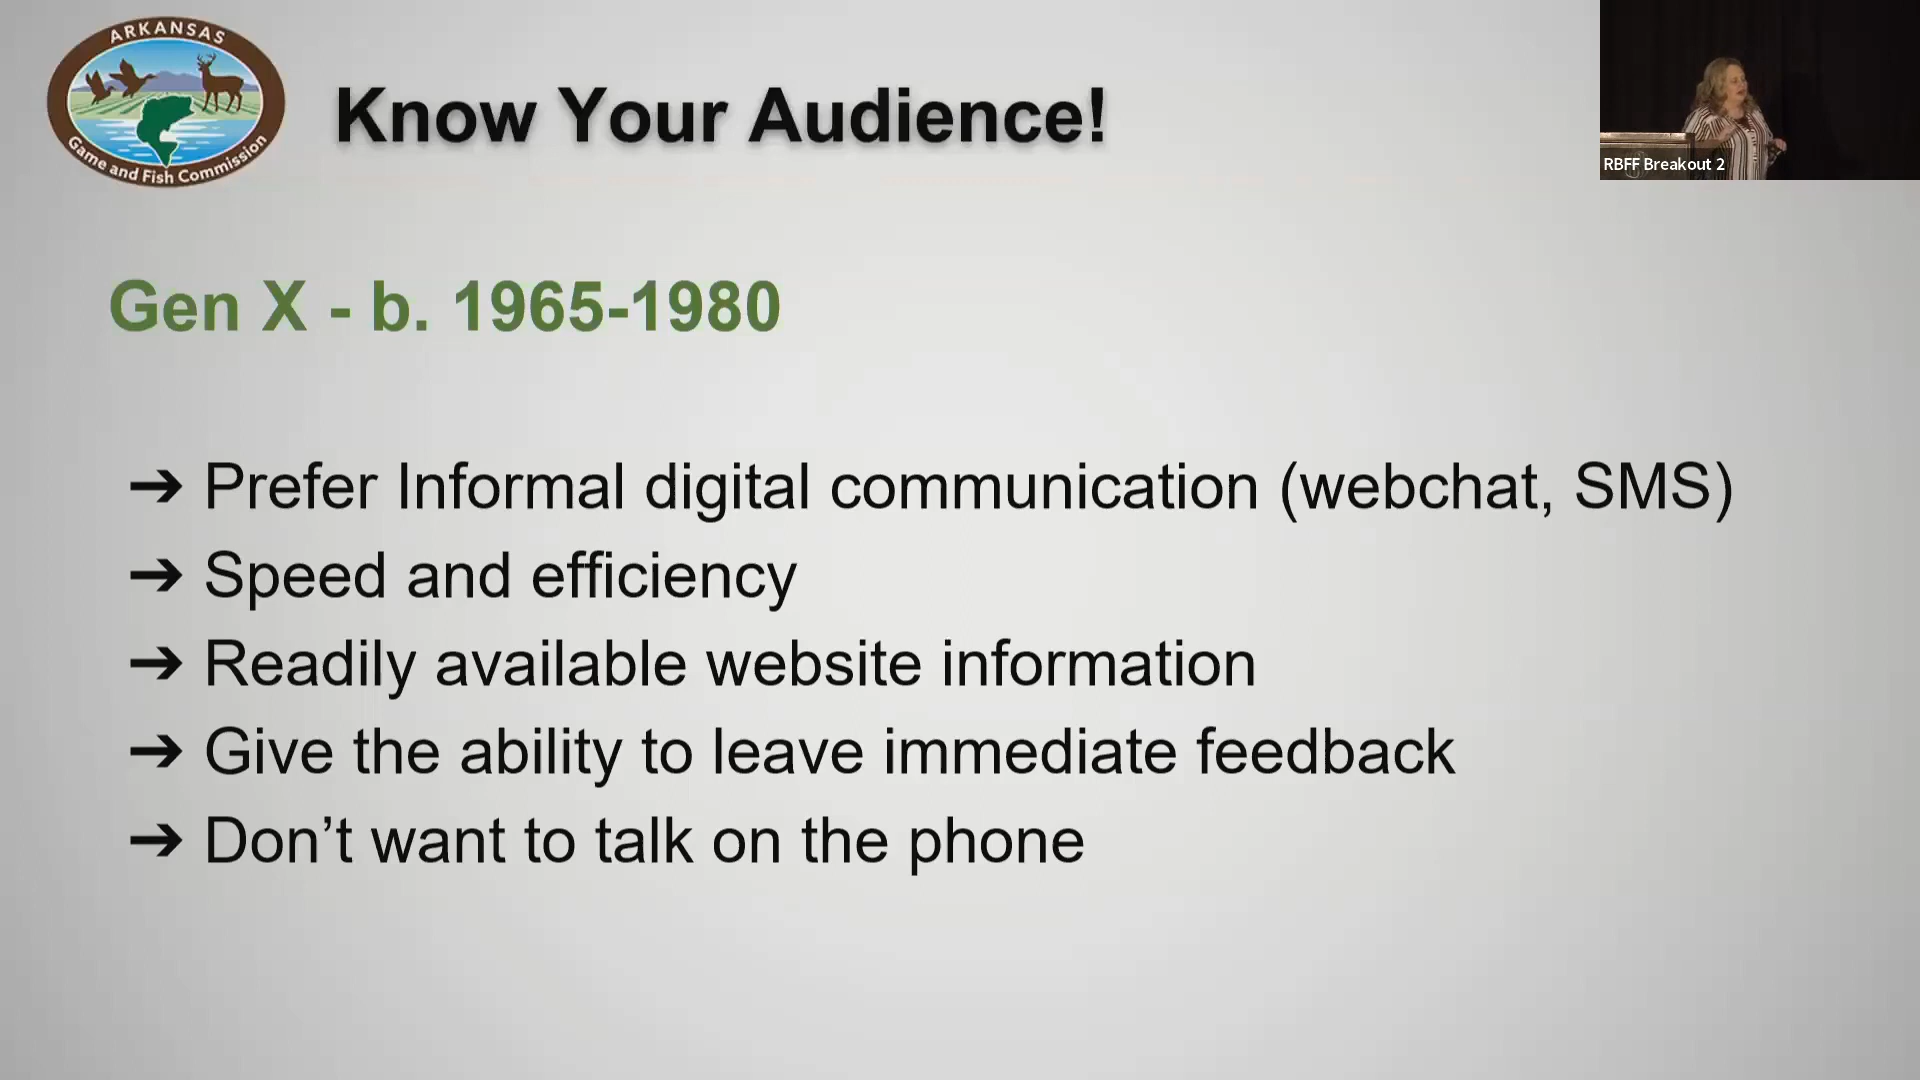 ARKANSAS
Game and Fish Commission
Know Your Audience!
RBFF Breakout 2
Gen X - b. 1965-1980
➔ Prefer Informal digital communication (webchat, SMS)
➔ Speed and efficiency
➔ Readily available website information
➔ Give the ability to leave immediate feedback
➔ Don’t want to talk on the phone